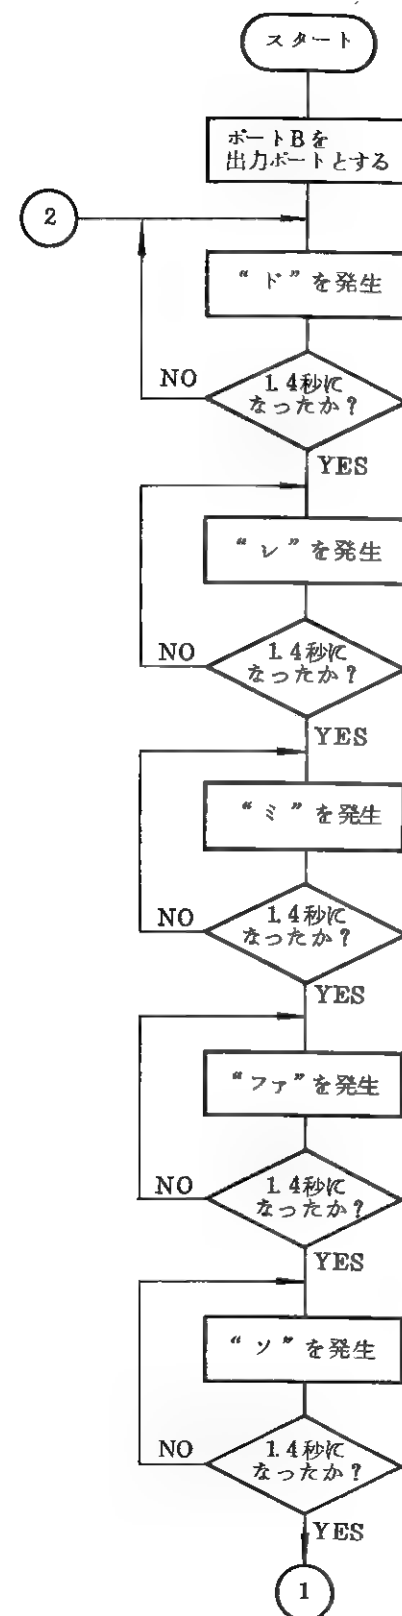 スタート
ポートBを
出力ポートとする
2
“ド”を発生
NO
1.4秒に
なったか?
YES
“レ”を発生
NO
1.4秒に
なったか?
YES
“ミ”を発生
NO
1.4秒に
なったか?
YES
“ファ”を発生
NO
1.4秒に
なったか?
YES
“ソ”を発生
NO
1.4秒に
なったか?
YES
1